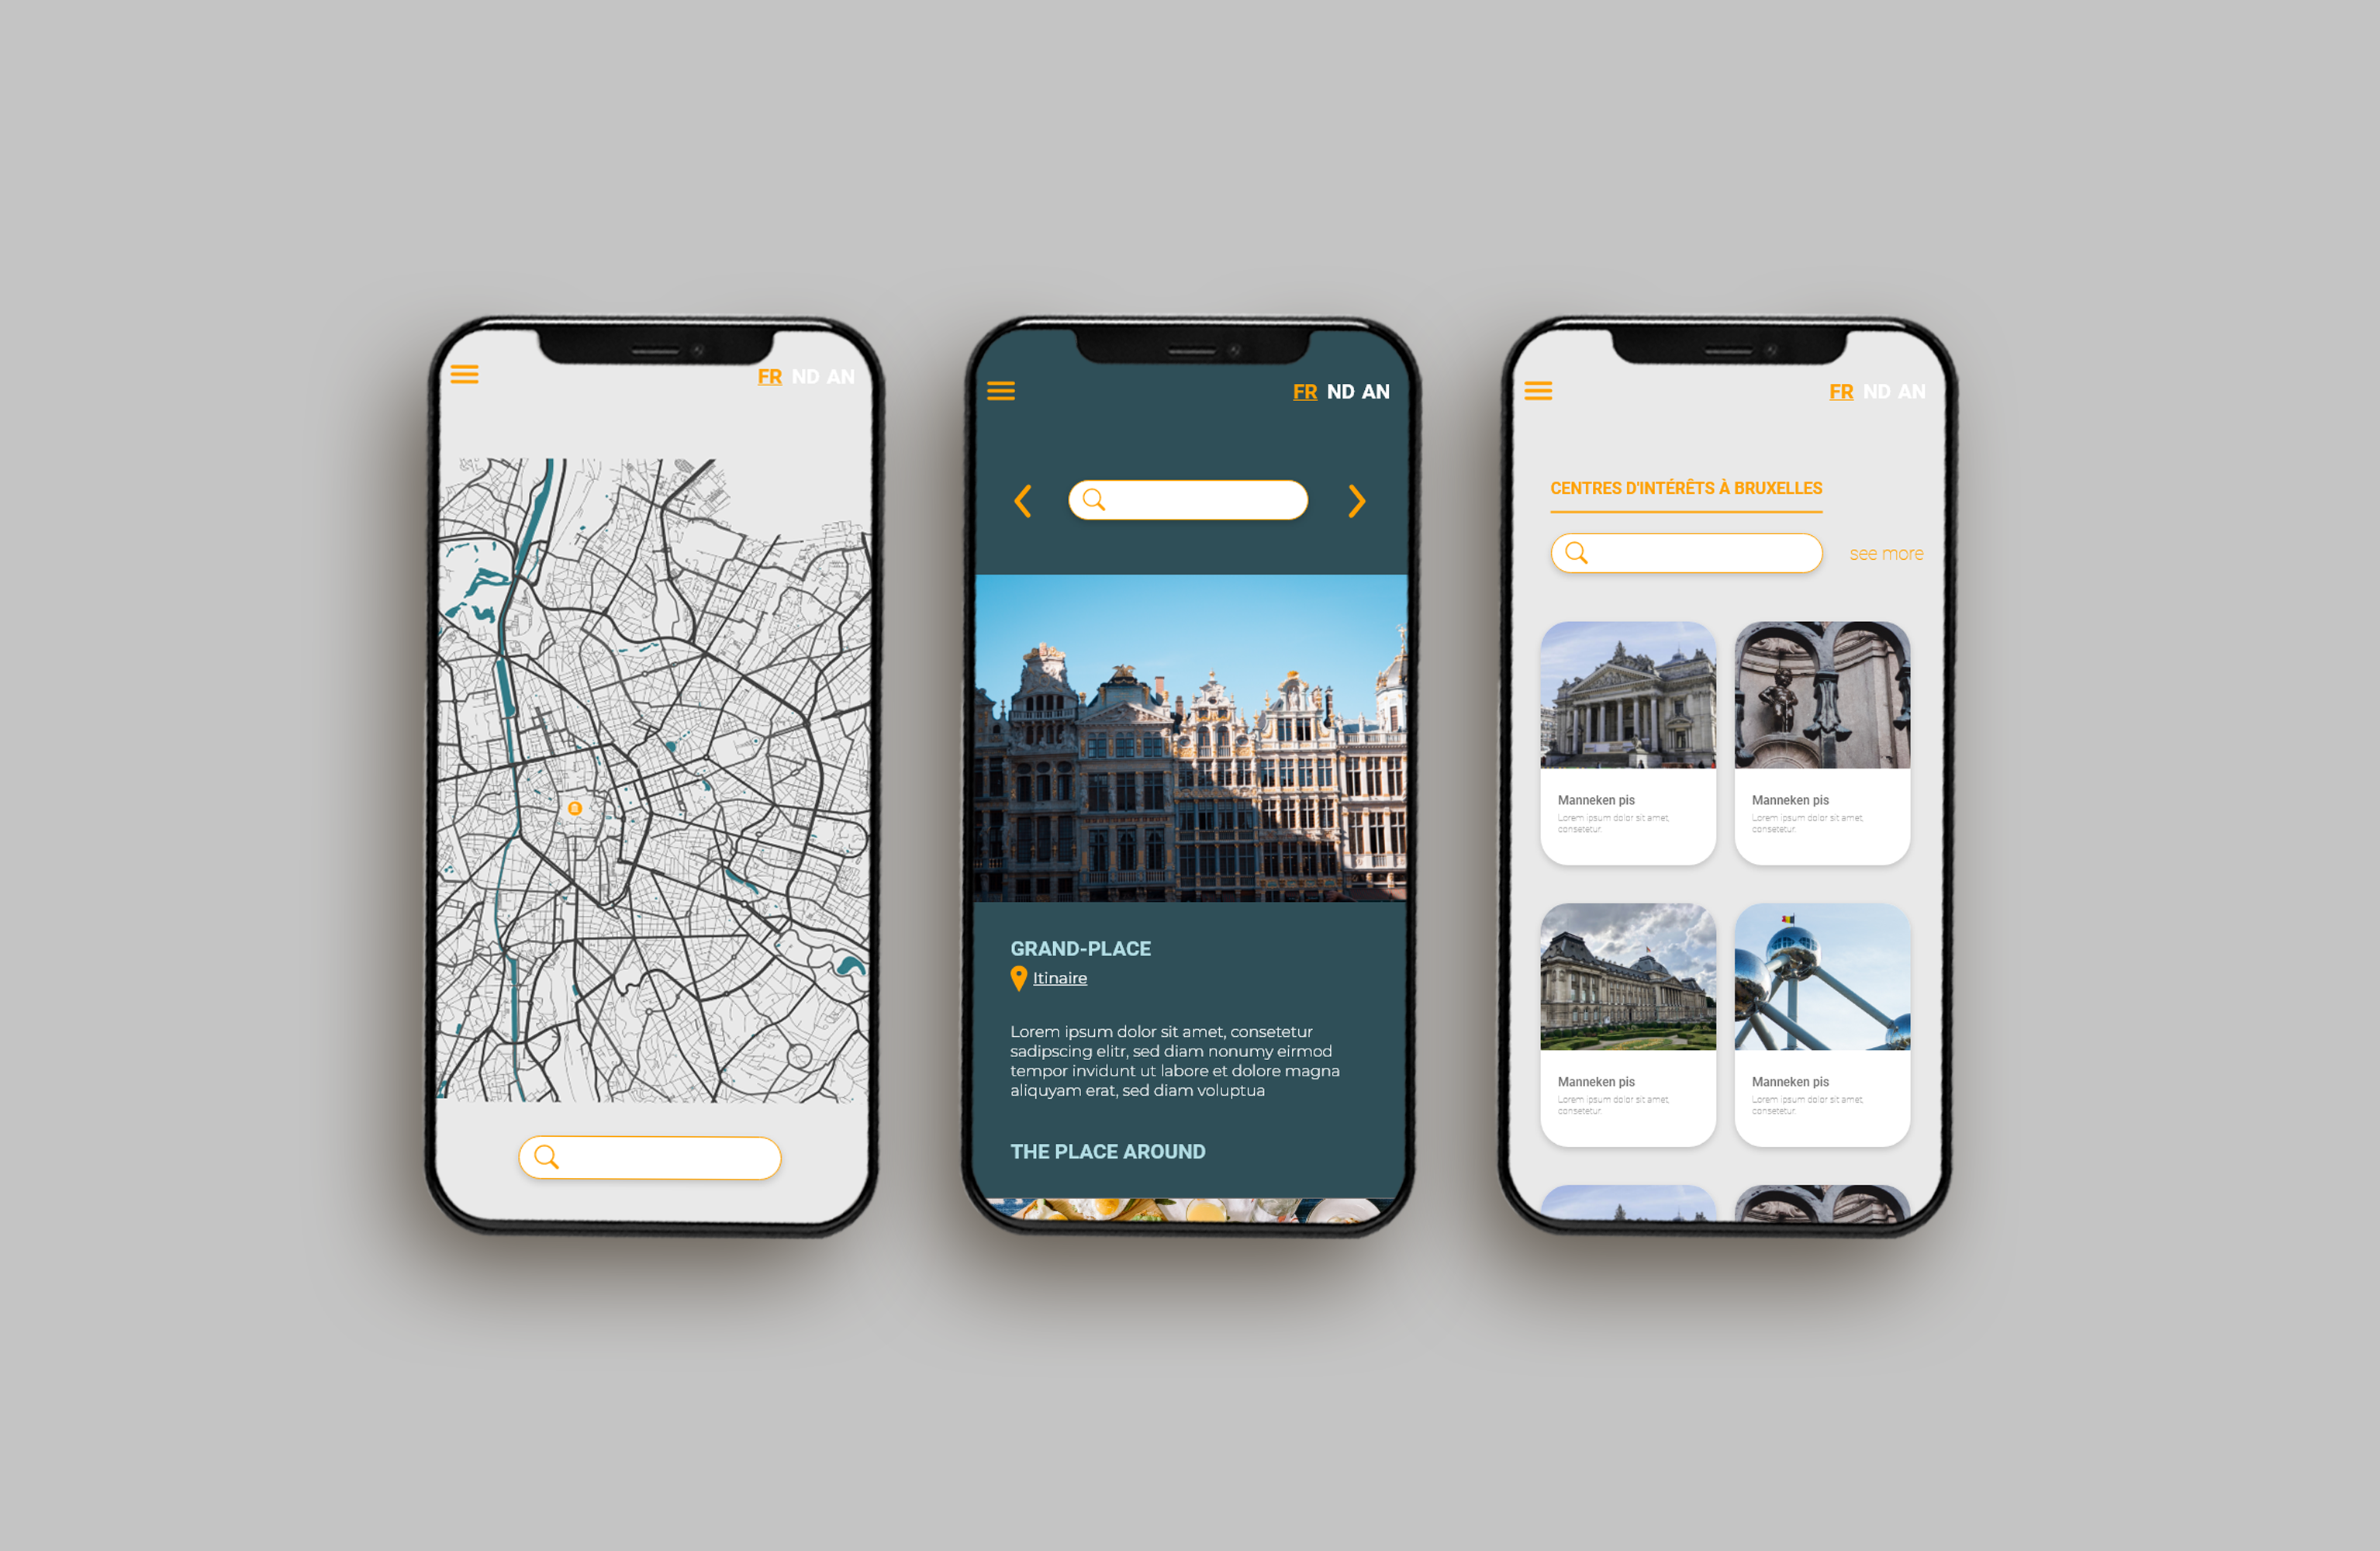 FR ND AN
FR ND AN
GRAND-PLACE
Itinaire
Lorem ipsum dolor sit amet, consetetur
sadipscing elitr, sed diam nonumy eirmod
tempor invidunt ut labore et dolore magna
aliquyam erat, sed diam voluptua
THE PLACE AROUND
FR ND AN
CENTRES D'INTÉRÊTS À BRUXELLES
see more
Manneken pis
Lorem ipsum dolor sit amet,
consetetur.
Manneken pis
Lorem ipsum dolor sit amet,
consetetur.
Manneken pis
Lorem ipsum dolor sit amet,
consetetur.
Manneken pis
Lorem ipsum dolor sit amet,
consetetur.